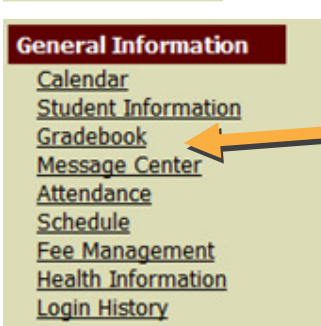 General Information
Calendar
Student Information
Gradebook
Message Center
Attendance
Schedule
Fee Management
Health Information
Login History